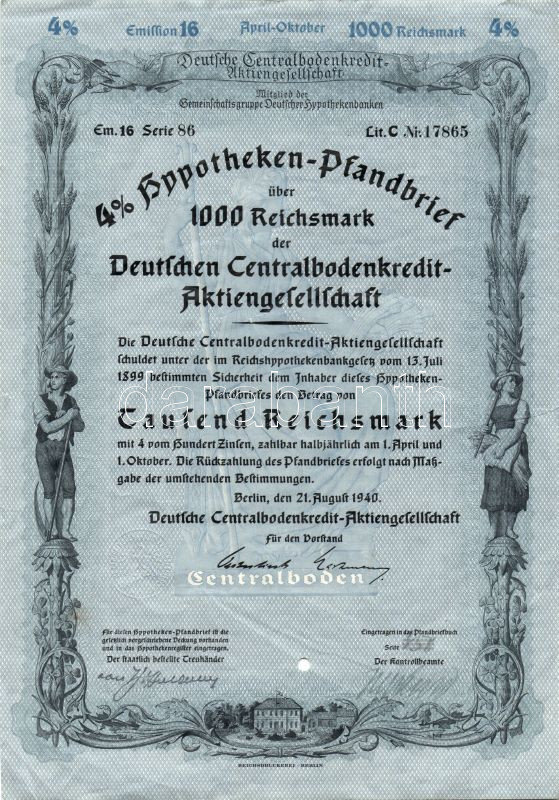 4% Emission 16 April-Oktober 1000 Reichsmark 4%
Deutsche Centralbodenkredit-
Aktiengesellschaft
Mitglied der
Gemeinschaftsgruppe Deutscher Hypothekenbanken
Em. 16 Serie 86 Lit. C Nr. 17865
4% Hypotheken-Pfandbrief
über
1000 Reichsmark
der
Deutschen Centralbodenkredit-
Aktiengesellschaft
Die Deutsche Centralbodenkredit-Aktiengesellschaft
schuldet unter der im Reichshypothekenbankgesetz vom 13. Juli
1899 bestimmten Sicherheit dem Inhaber dieses Hypotheken-
Pfandbriefes den Betrag von
Tausend Reichsmark
mit 4 vom Hundert Zinsen, zahlbar halbjährlich am 1. April und
1. Oktober. Die Rückzahlung des Pfandbriefes erfolgt nach Maß-
gabe der umstehenden Bestimmungen.
Berlin, den 21. August 1940.
Deutsche Centralbodenkredit-Aktiengesellschaft
Für den Vorstand
Centralboden
Für diesen Hypotheken-Pfandbrief ist die
gesetzlich vorgeschriebene Deckung vorhanden
und in das Hypothekenregister eingetragen.
Der staatlich bestellte Treuhänder
Eingetragen in das Pfandbriefbuch
Seite
Der Kontrollbeamte
REICHSDRUCKEREI · BERLIN
darabanth